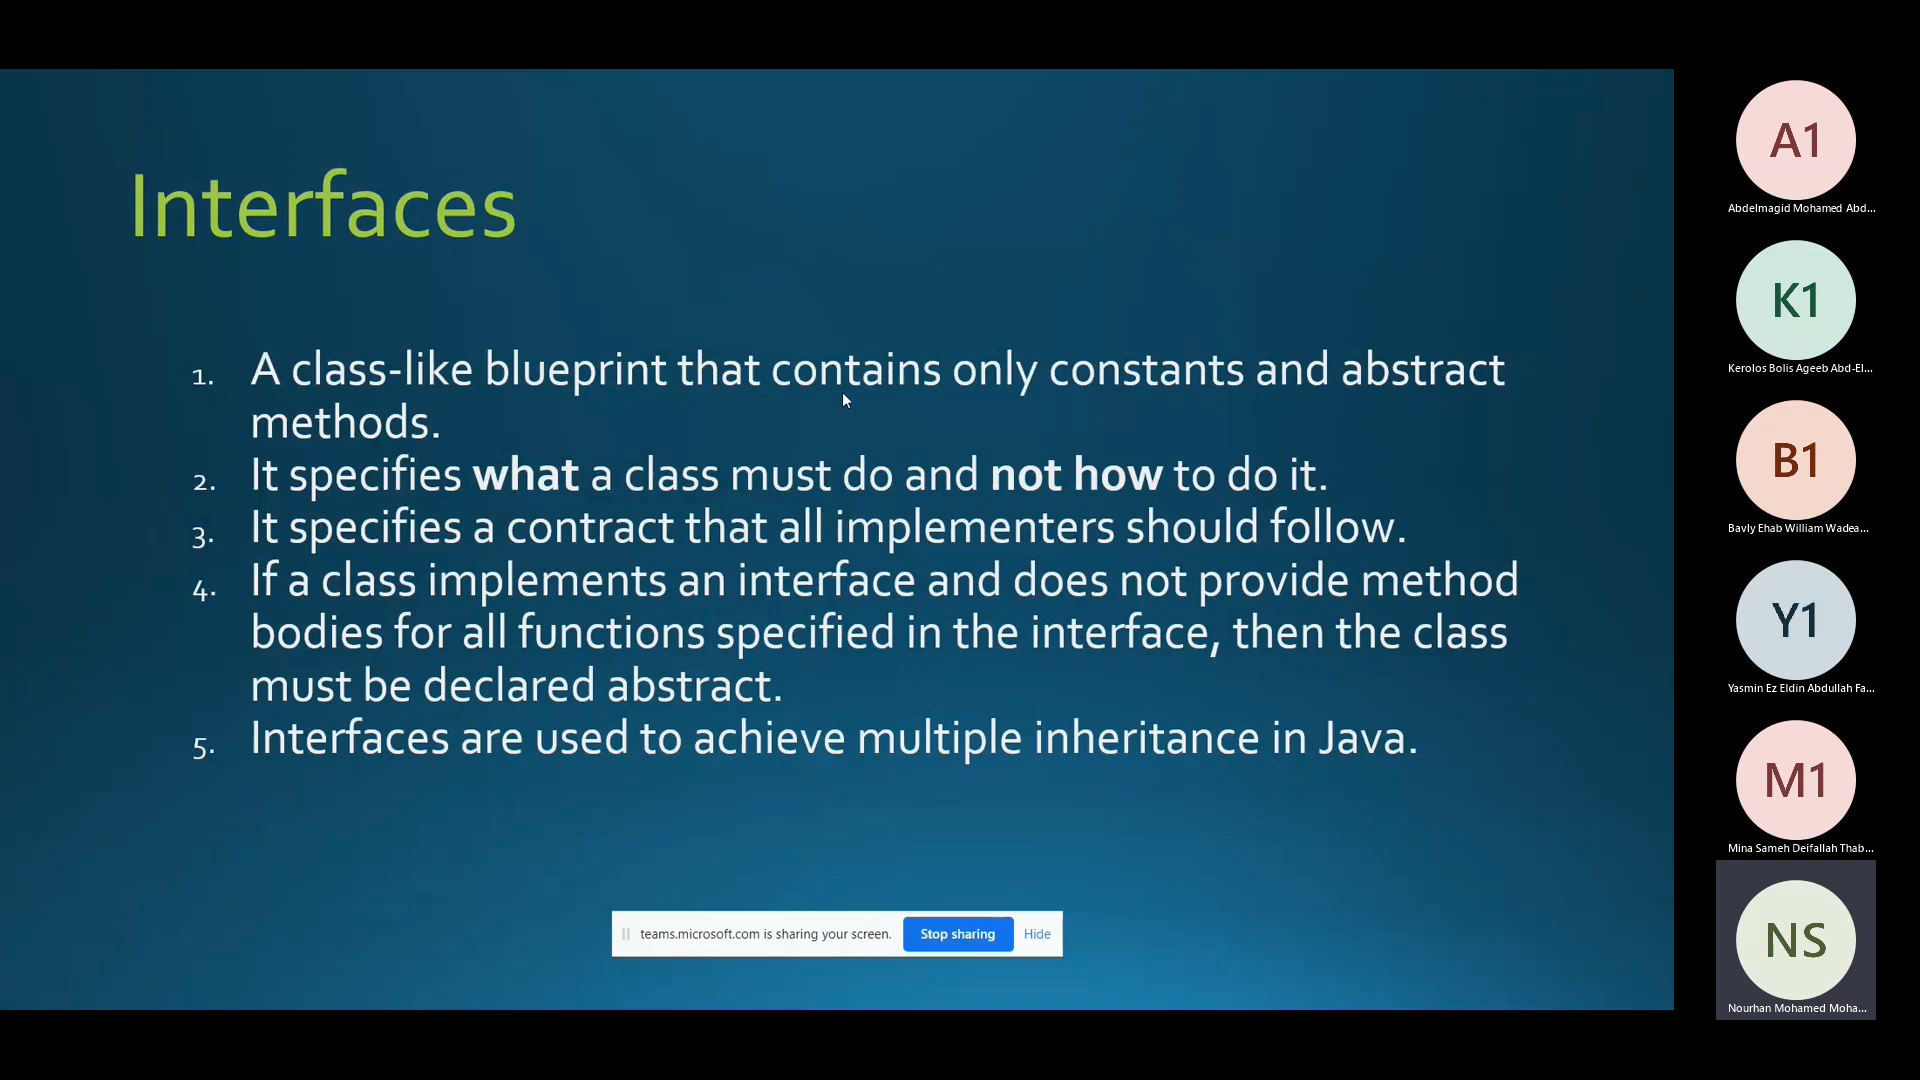 Interfaces
1. A class-like blueprint that contains only constants and abstract
methods.
2. It specifies what a class must do and not how to do it.
3. It specifies a contract that all implementers should follow.
4. If a class implements an interface and does not provide method
bodies for all functions specified in the interface, then the class
must be declared abstract.
5. Interfaces are used to achieve multiple inheritance in Java.
teams.microsoft.com is sharing your screen. Stop sharing Hide
A1
Abdelmagid Mohamed Abd...
K1
Kerolos Bolis Ageeb Abd-El...
B1
Bavly Ehab William Wadea...
Y1
Yasmin Ez Eldin Abdullah Fa...
M1
Mina Sameh Deifallah Thab...
NS
Nourhan Mohamed Moha...